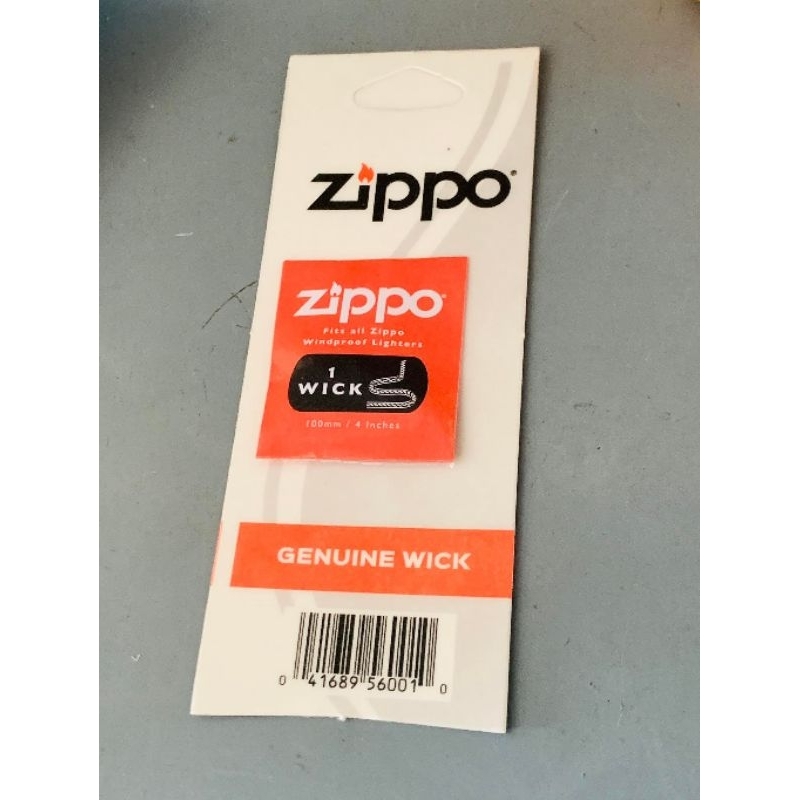 zippo
zippo
Fits all Zippo
Windproof Lighters
1
WICK
100mm / 4 inches
GENUINE WICK
0 41689 56001 0